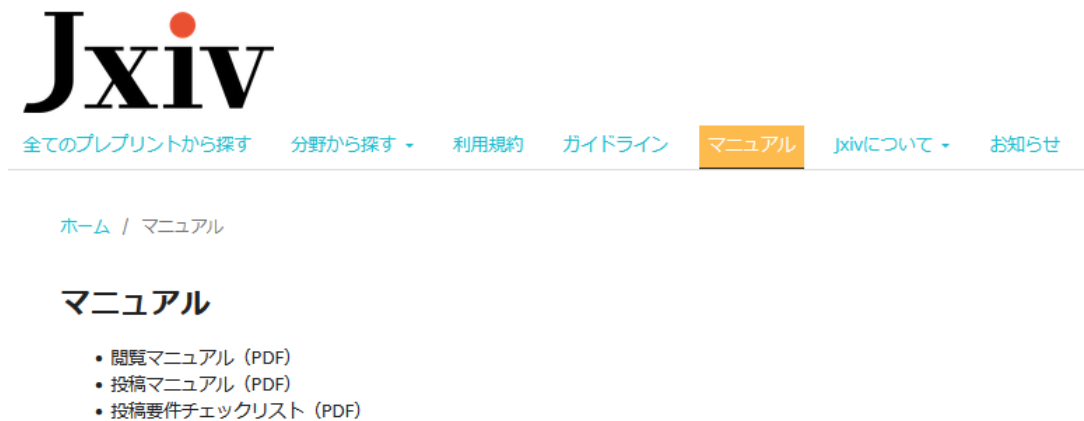 Jxiv
全てのプレプリントから探す 分野から探す 利用規約 ガイドライン マニュアル Jxivについて お知らせ
ホーム / マニュアル
マニュアル
• 閲覧マニュアル（PDF）
• 投稿マニュアル（PDF）
• 投稿要件チェックリスト（PDF）